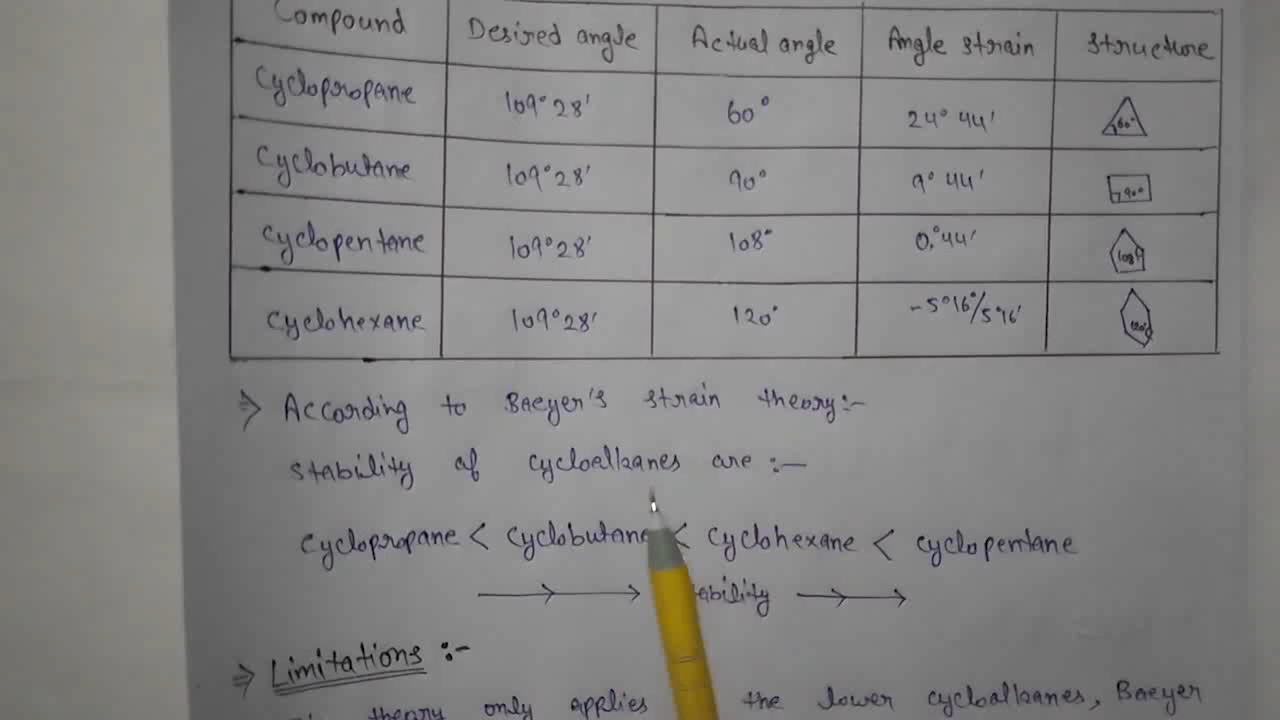 Compound Desired angle Actual angle Angle strain Structure
Cyclopropane 109°28' 60° 24°44' 60°
Cyclobutane 109°28' 90° 9°44' 90°
Cyclopentane 109°28' 108° 0.°44' 108°
Cyclohexane 109°28' 120° -5°16'/5°16' 120°
⇒ According to Baeyer's strain theory:-
Stability of cycloalkanes are :-
Cyclopropane < Cyclobutane < Cyclohexane < Cyclopentane
→→ ability →→
⇒ Limitations :-
theory only applies the lower cycloalkanes, Baeyer